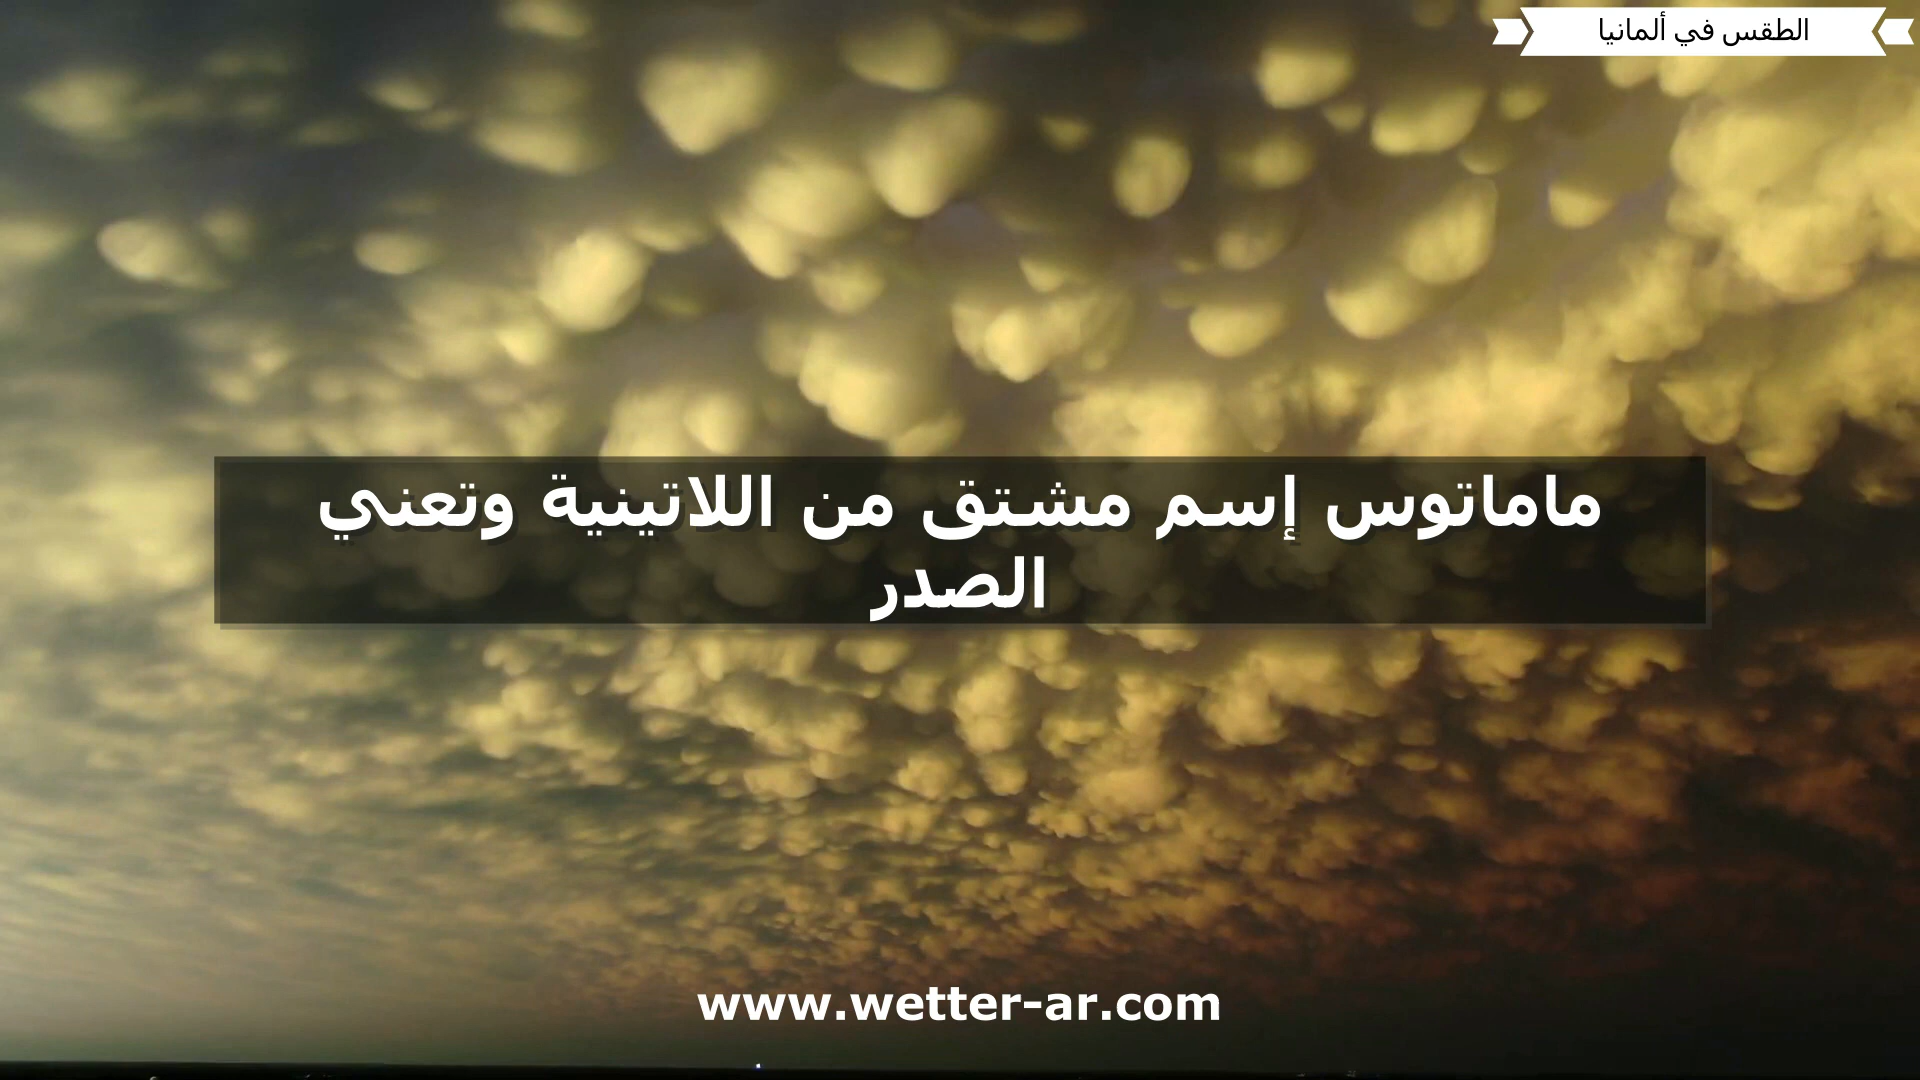 الطقس في ألمانيا
ماماتوس إسم مشتق من اللاتينية وتعني
الصدر
www.wetter-ar.com